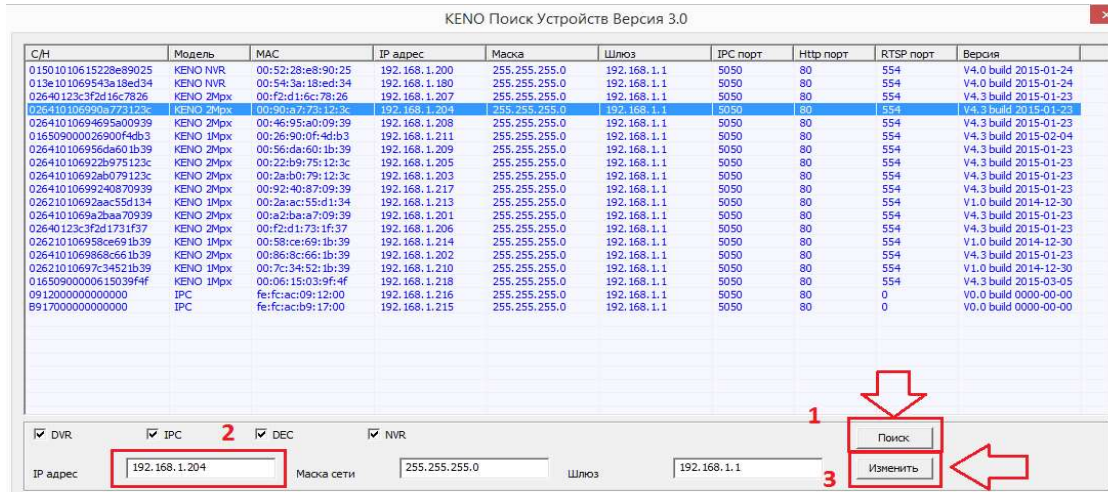 KENO Поиск Устройств Версия 3.0
С/Н Модель MAC IP адрес Маска Шлюз IPC порт Http порт RTSP порт Версия
01501010615228e89025 KENO NVR 00:52:28:e8:90:25 192.168.1.200 255.255.255.0 192.168.1.1 5050 80 554 V4.0 build 2015-01-24
013e101069543a18ed34 KENO NVR 00:54:3a:18:ed:34 192.168.1.180 255.255.255.0 192.168.1.1 5050 80 554 V4.0 build 2015-01-24
02640123c3f2d16c7826 KENO 2Mpx 00:f2:d1:6c:78:26 192.168.1.207 255.255.255.0 192.168.1.1 5050 80 554 V4.3 build 2015-01-23
026410106990a773123c KENO 2Mpx 00:90:a7:73:12:3c 192.168.1.204 255.255.255.0 192.168.1.1 5050 80 554 V4.3 build 2015-01-23
02641010694695a00939 KENO 2Mpx 00:46:95:a0:09:39 192.168.1.208 255.255.255.0 192.168.1.1 5050 80 554 V4.3 build 2015-01-23
016509000026900f4db3 KENO 1Mpx 00:26:90:0f:4d:b3 192.168.1.211 255.255.255.0 192.168.1.1 5050 80 554 V4.3 build 2015-02-04
026410106956da601b39 KENO 2Mpx 00:56:da:60:1b:39 192.168.1.209 255.255.255.0 192.168.1.1 5050 80 554 V4.3 build 2015-01-23
026410106922b975123c KENO 2Mpx 00:22:b9:75:12:3c 192.168.1.205 255.255.255.0 192.168.1.1 5050 80 554 V4.3 build 2015-01-23
02641010692ab079123c KENO 2Mpx 00:2a:b0:79:12:3c 192.168.1.203 255.255.255.0 192.168.1.1 5050 80 554 V4.3 build 2015-01-23
02641010699240870939 KENO 2Mpx 00:92:40:87:09:39 192.168.1.217 255.255.255.0 192.168.1.1 5050 80 554 V4.3 build 2015-01-23
02621010692aac55d134 KENO 1Mpx 00:2a:ac:55:d1:34 192.168.1.213 255.255.255.0 192.168.1.1 5050 80 554 V1.0 build 2014-12-30
0264101069a2baa70939 KENO 2Mpx 00:a2:ba:a7:09:39 192.168.1.201 255.255.255.0 192.168.1.1 5050 80 554 V4.3 build 2015-01-23
02640123c3f2d1731f37 KENO 2Mpx 00:f2:d1:73:1f:37 192.168.1.206 255.255.255.0 192.168.1.1 5050 80 554 V4.3 build 2015-01-23
026210106958ce691b39 KENO 1Mpx 00:58:ce:69:1b:39 192.168.1.214 255.255.255.0 192.168.1.1 5050 80 554 V1.0 build 2014-12-30
0264101069868c661b39 KENO 2Mpx 00:86:8c:66:1b:39 192.168.1.202 255.255.255.0 192.168.1.1 5050 80 554 V4.3 build 2015-01-23
02621010697c34521b39 KENO 1Mpx 00:7c:34:52:1b:39 192.168.1.210 255.255.255.0 192.168.1.1 5050 80 554 V1.0 build 2014-12-30
0165090000615039f4f KENO 1Mpx 00:06:15:03:9f:4f 192.168.1.218 255.255.255.0 192.168.1.1 5050 80 554 V4.3 build 2015-03-05
0912000000000000 IPC fe:fc:ac:09:12:00 192.168.1.216 255.255.255.0 192.168.1.1 5050 80 0 V0.0 build 0000-00-00
B917000000000000 IPC fe:fc:ac:b9:17:00 192.168.1.215 255.255.255.0 192.168.1.1 5050 80 0 V0.0 build 0000-00-00
1
DVR IPC 2 DEC NVR Поиск
IP адрес 192.168.1.204 Маска сети 255.255.255.0 Шлюз 192.168.1.1 3 Изменить